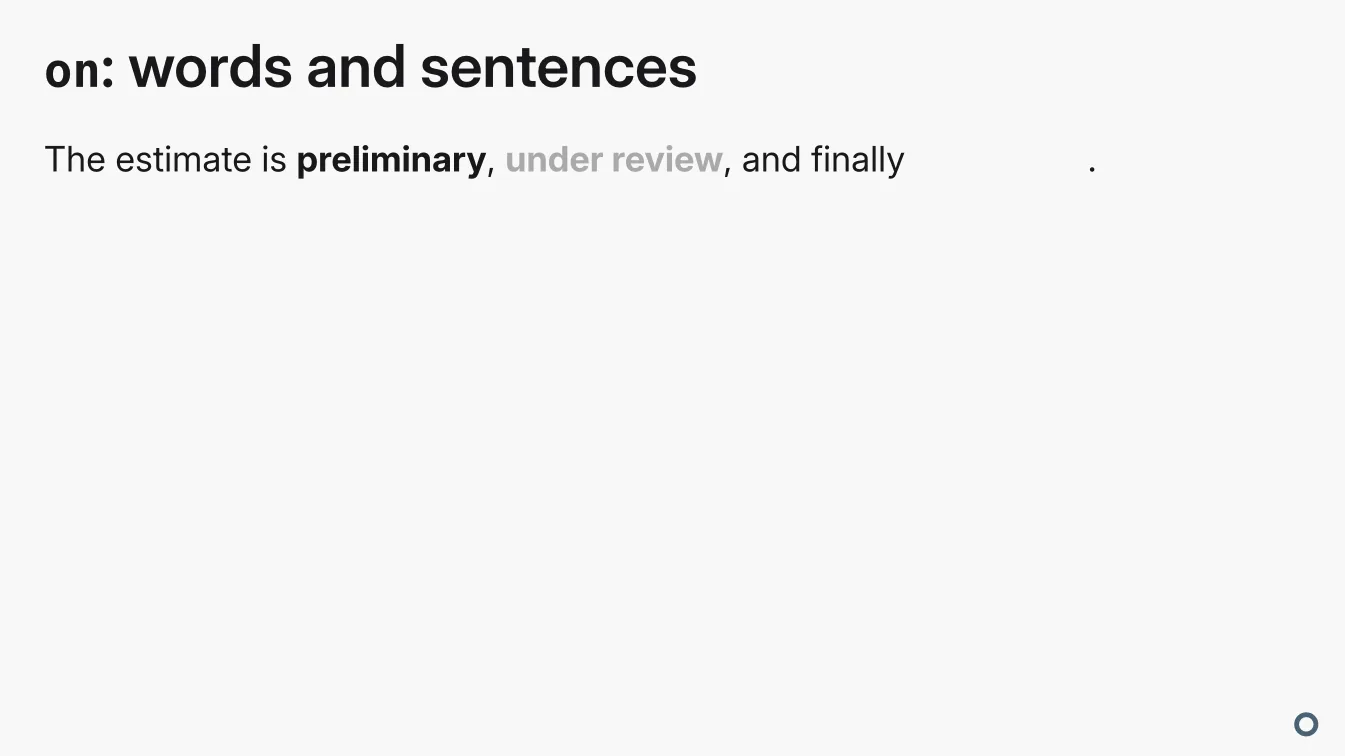 on: words and sentences
The estimate is preliminary, under review, and finally .